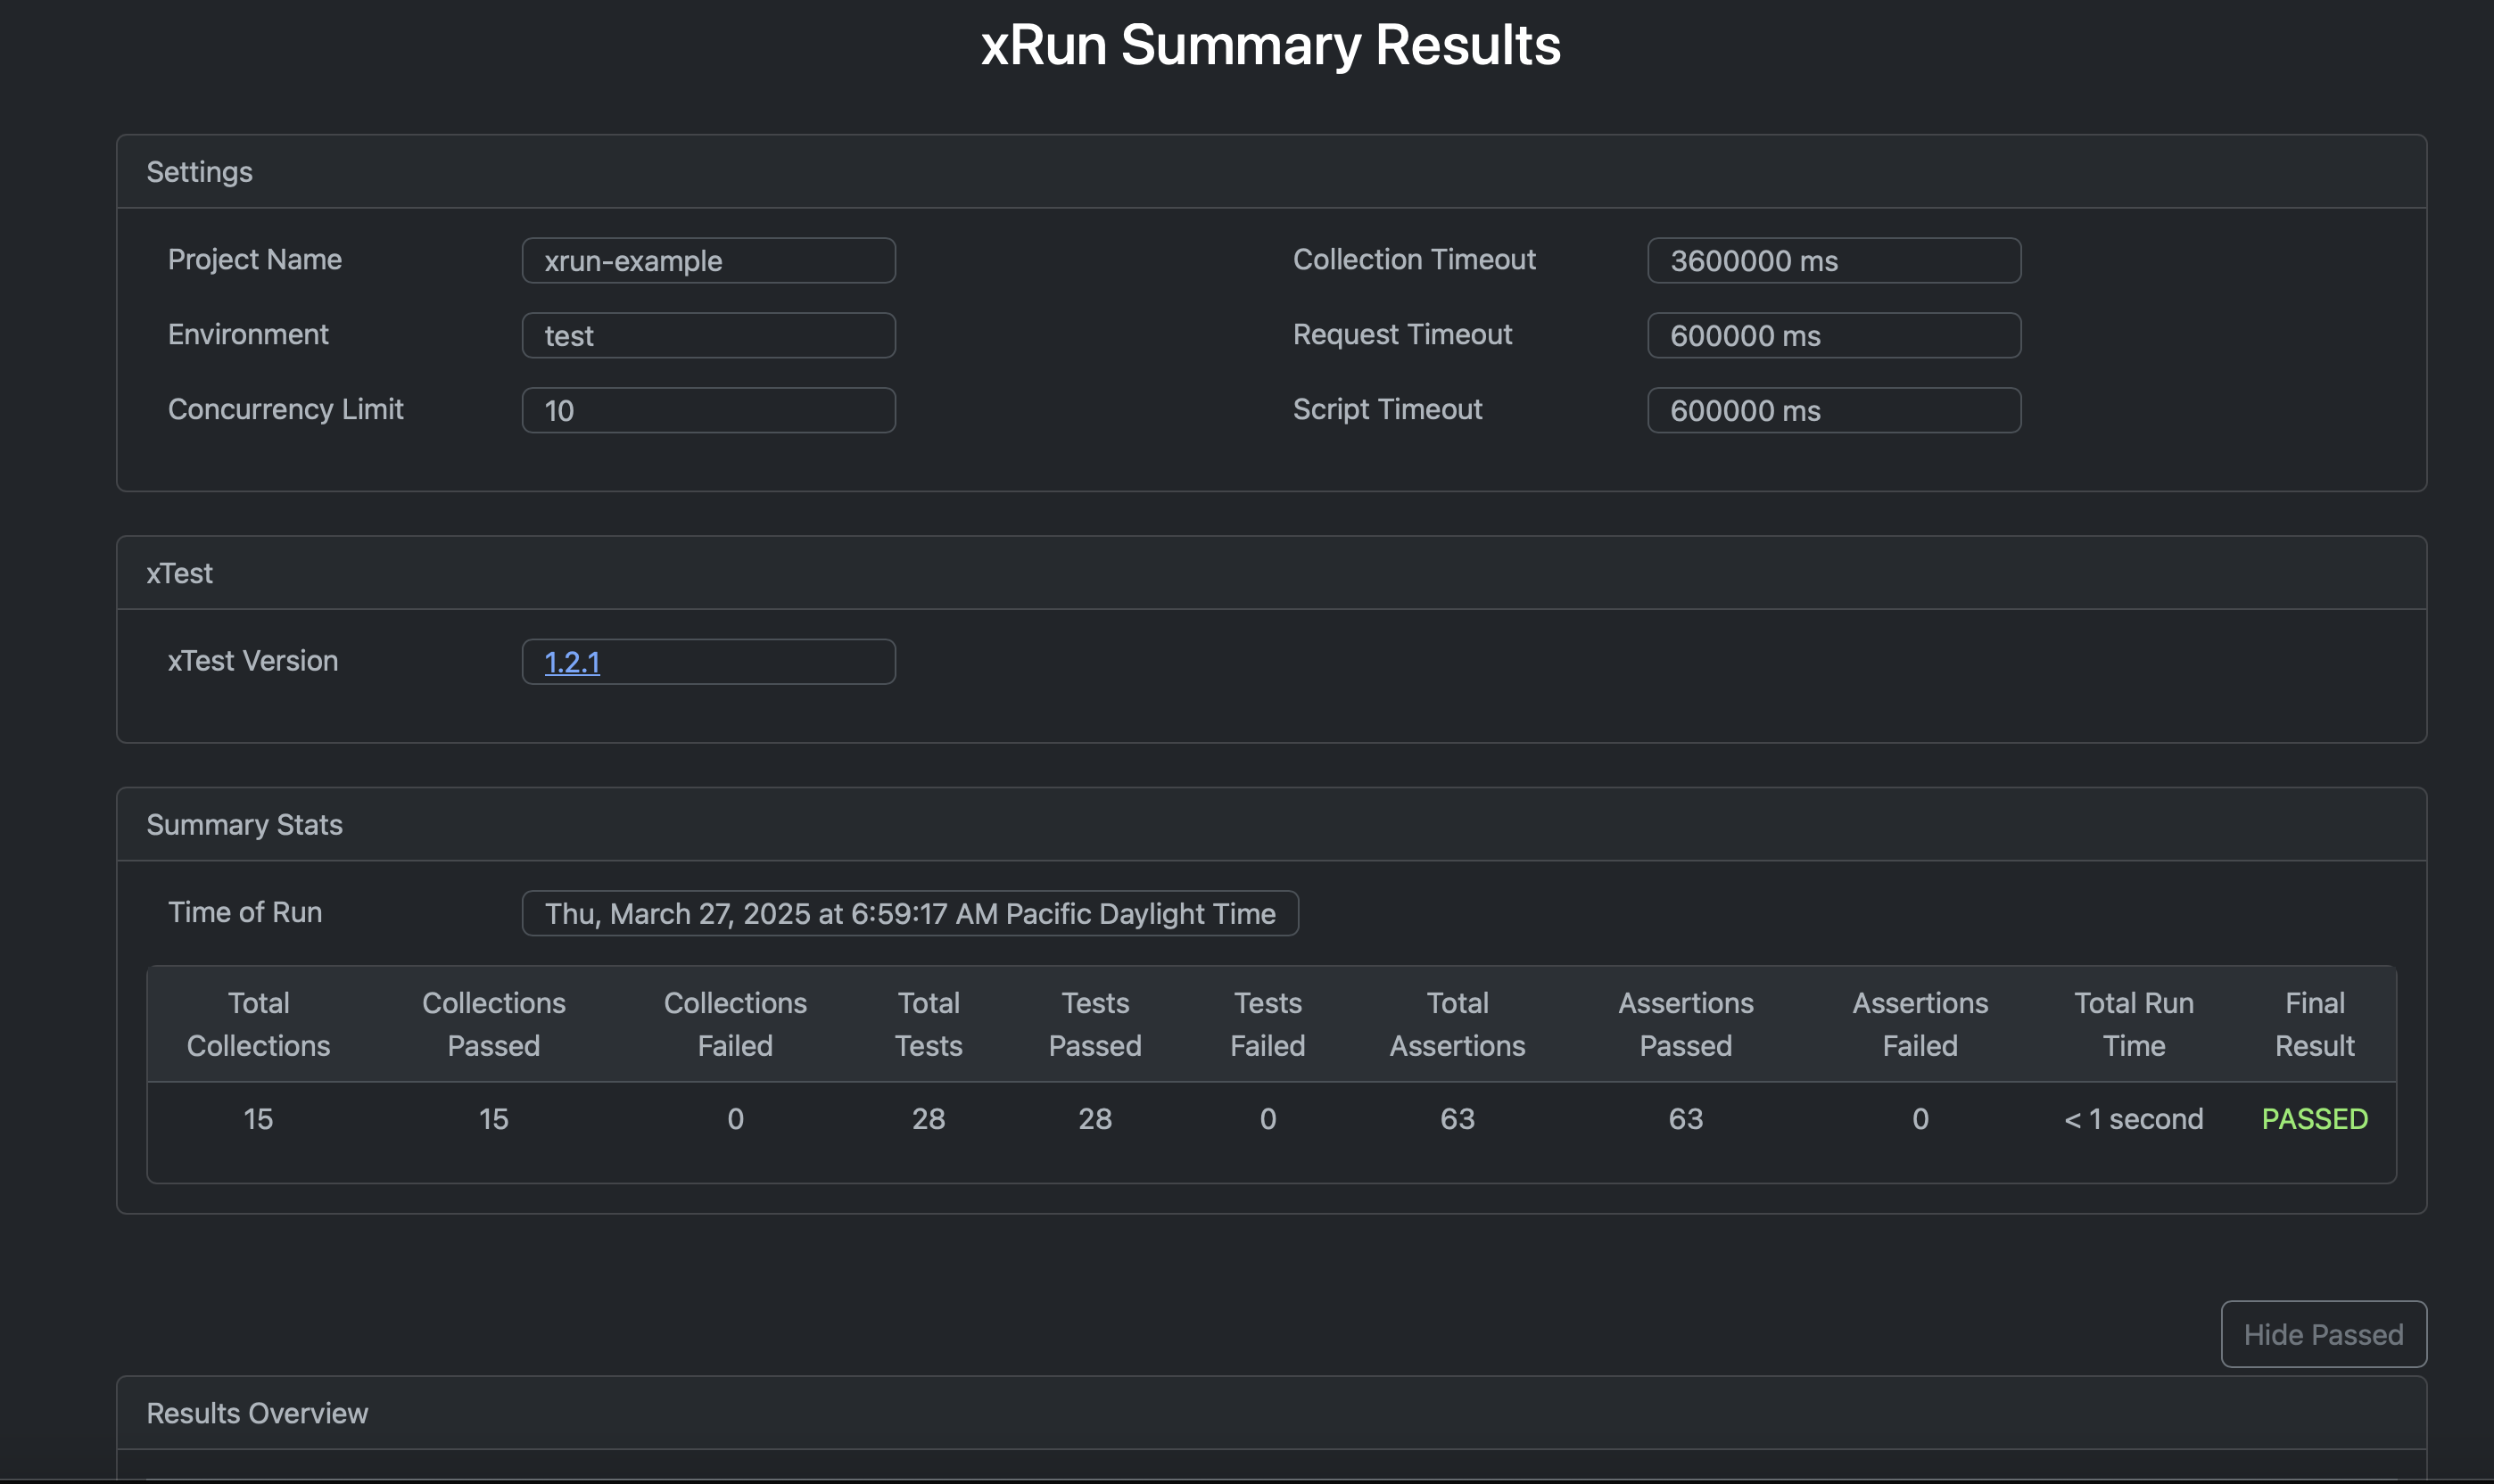 xRun Summary Results
Settings
Project Name xrun-example Collection Timeout 3600000 ms
Environment test Request Timeout 600000 ms
Concurrency Limit 10 Script Timeout 600000 ms
xTest
xTest Version 1.2.1
Summary Stats
Time of Run Thu, March 27, 2025 at 6:59:17 AM Pacific Daylight Time
Total Collections Collections Total Tests Tests Total Assertions Assertions Total Run Final
Collections Passed Failed Tests Passed Failed Assertions Passed Failed Time Result
15 15 0 28 28 0 63 63 0 < 1 second PASSED
Hide Passed
Results Overview